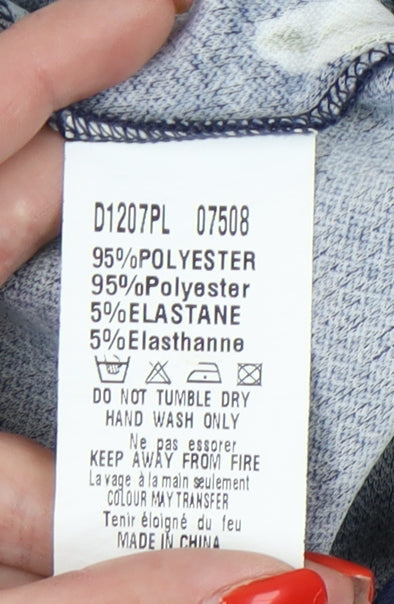 D1207PL 07508
95%POLYESTER
95%Polyester
5%ELASTANE
5%Elasthanne
DO NOT TUMBLE DRY
HAND WASH ONLY
Ne pas essorer
KEEP AWAY FROM FIRE
La vage à la main seulement
COLOUR MAY TRANSFER
Tenir éloigné du feu
MADE IN CHINA